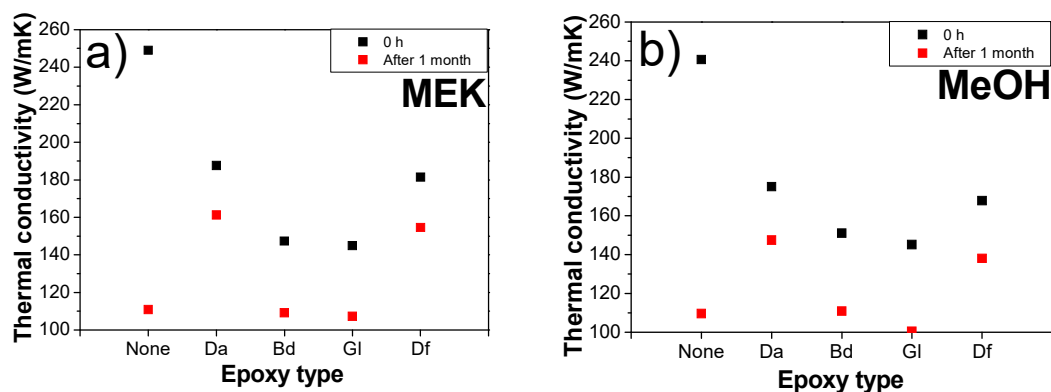 a)
0 h
After 1 month
MEK
Thermal conductivity (W/mK)
260
240
220
200
180
160
140
120
100
None Da Bd Gl Df
Epoxy type
b)
0 h
After 1 month
MeOH
Thermal conductivity (W/mK)
260
240
220
200
180
160
140
120
100
None Da Bd Gl Df
Epoxy type